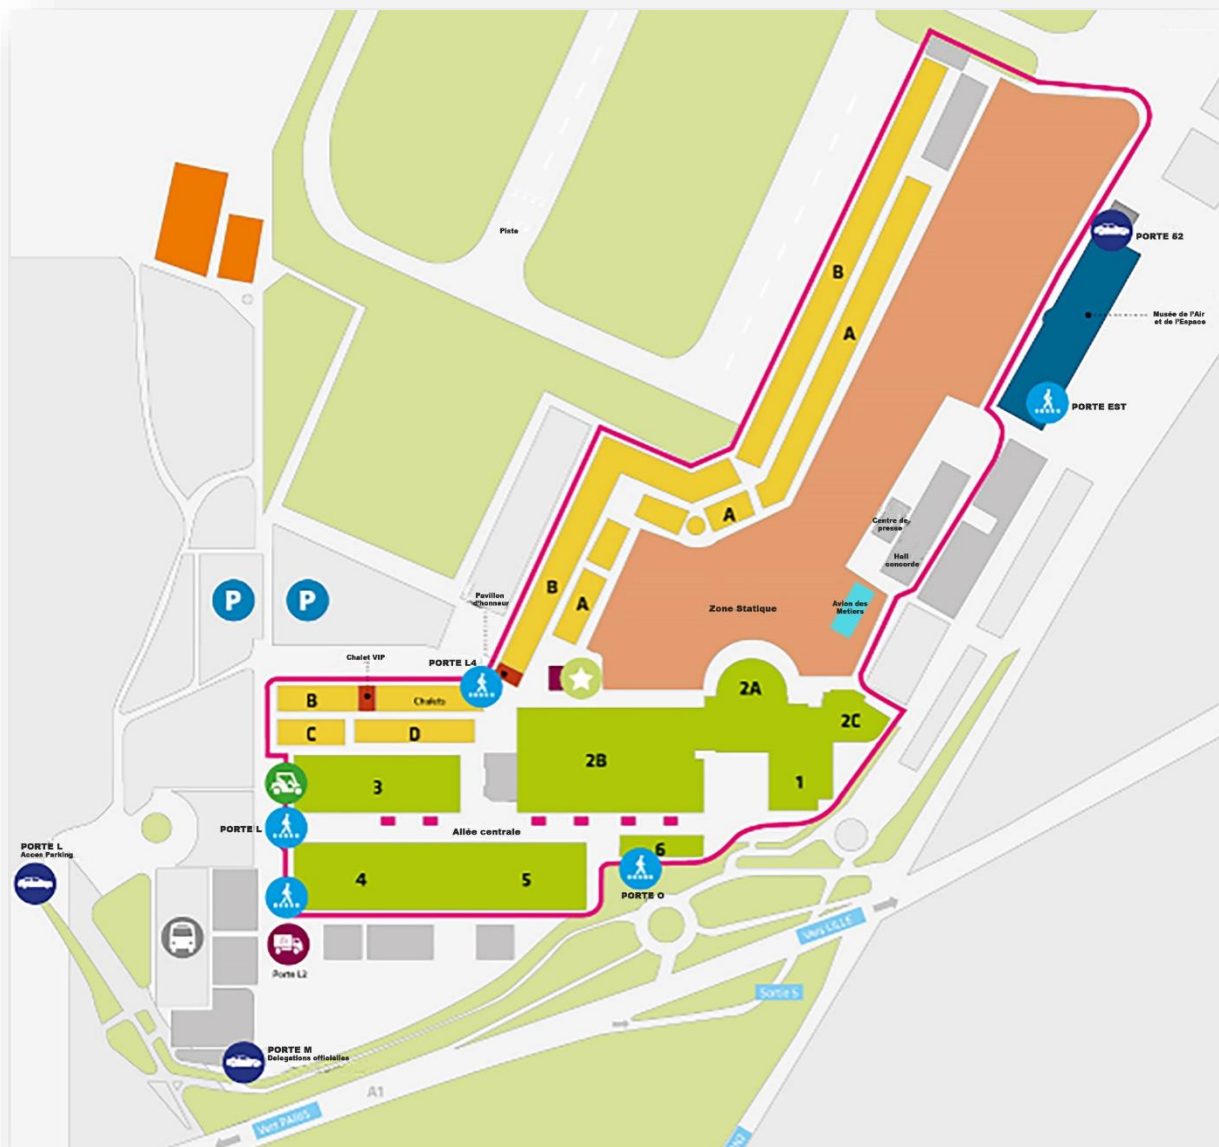 Piste
PORTE 52
Musée de l'Air
et de l'Espace
PORTE EST
B
A
A
Centre de
presse
Hall
concorde
P
P
Pavillon
d'honneur
B
A
Zone Statique
Avion des
Metiers
Chalet VIP
PORTE L4
B
Chalets
C
D
2A
2C
2B
3
1
PORTE L
Allée centrale
6
PORTE L
Acces Parking
4
5
PORTE O
Vers LILLE
Porte L2
Sortie 5
PORTE M
Delegations officielles
A1
Vers PARIS